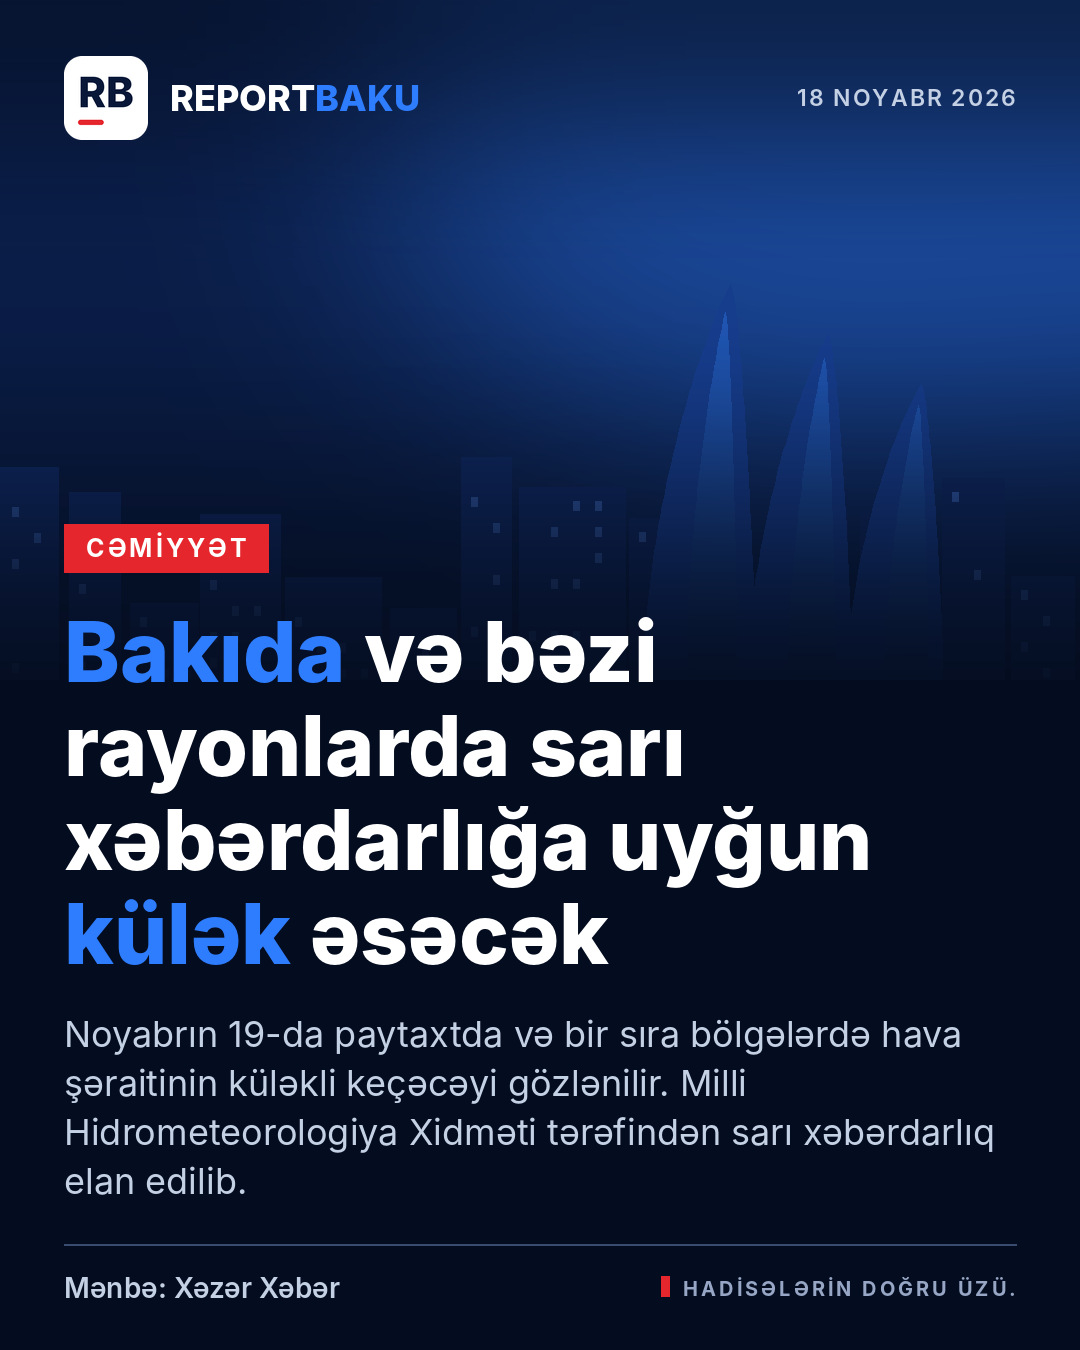 RB
REPORTBAKU
18 NOYABR 2026
CƏMİYYƏT
Bakıda və bəzi
rayonlarda sarı
xəbərdarlığa uyğun
külək əsəcək
Noyabrın 19-da paytaxtda və bir sıra bölgələrdə hava
şəraitinin küləkli keçəcəyi gözlənilir. Milli
Hidrometeorologiya Xidməti tərəfindən sarı xəbərdarlıq
elan edilib.
Mənbə: Xəzər Xəbər
HADİSƏLƏRİN DOĞRU ÜZÜ.